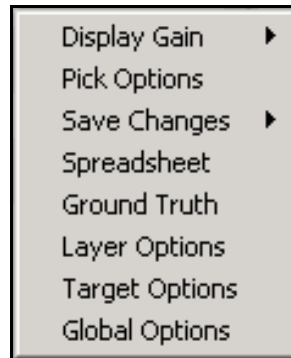 Display Gain
Pick Options
Save Changes
Spreadsheet
Ground Truth
Layer Options
Target Options
Global Options